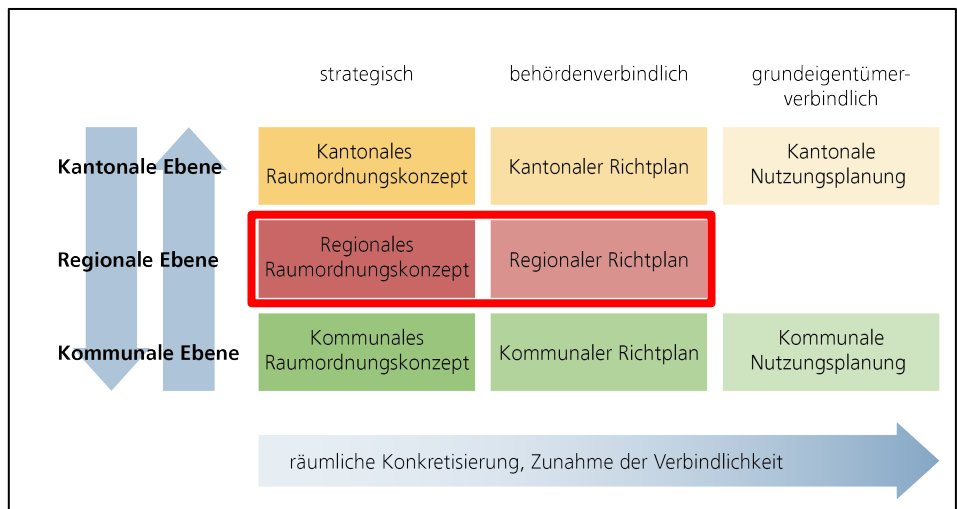 strategisch
behördenverbindlich
grundeigentümer-
verbindlich
Kantonale Ebene
Kantonales
Raumordnungskonzept
Kantonaler Richtplan
Kantonale
Nutzungsplanung
Regionale Ebene
Regionales
Raumordnungskonzept
Regionaler Richtplan
Kommunale Ebene
Kommunales
Raumordnungskonzept
Kommunaler Richtplan
Kommunale
Nutzungsplanung
räumliche Konkretisierung, Zunahme der Verbindlichkeit